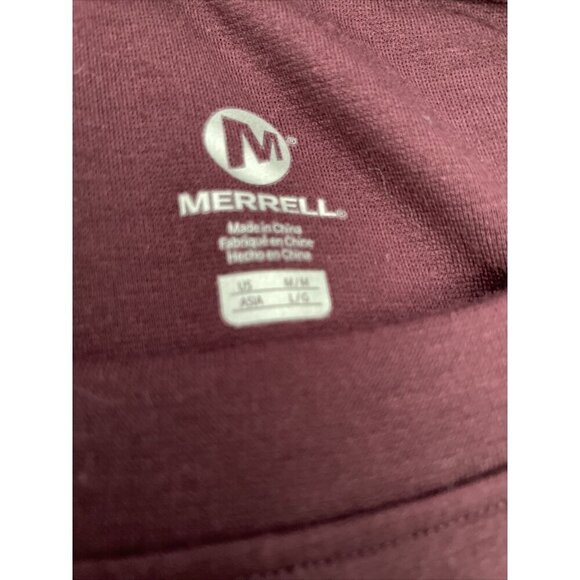 M®
MERRELL®
Made in China
Fabriqué en Chine
Hecho en China
US M/M
ASIA L/G